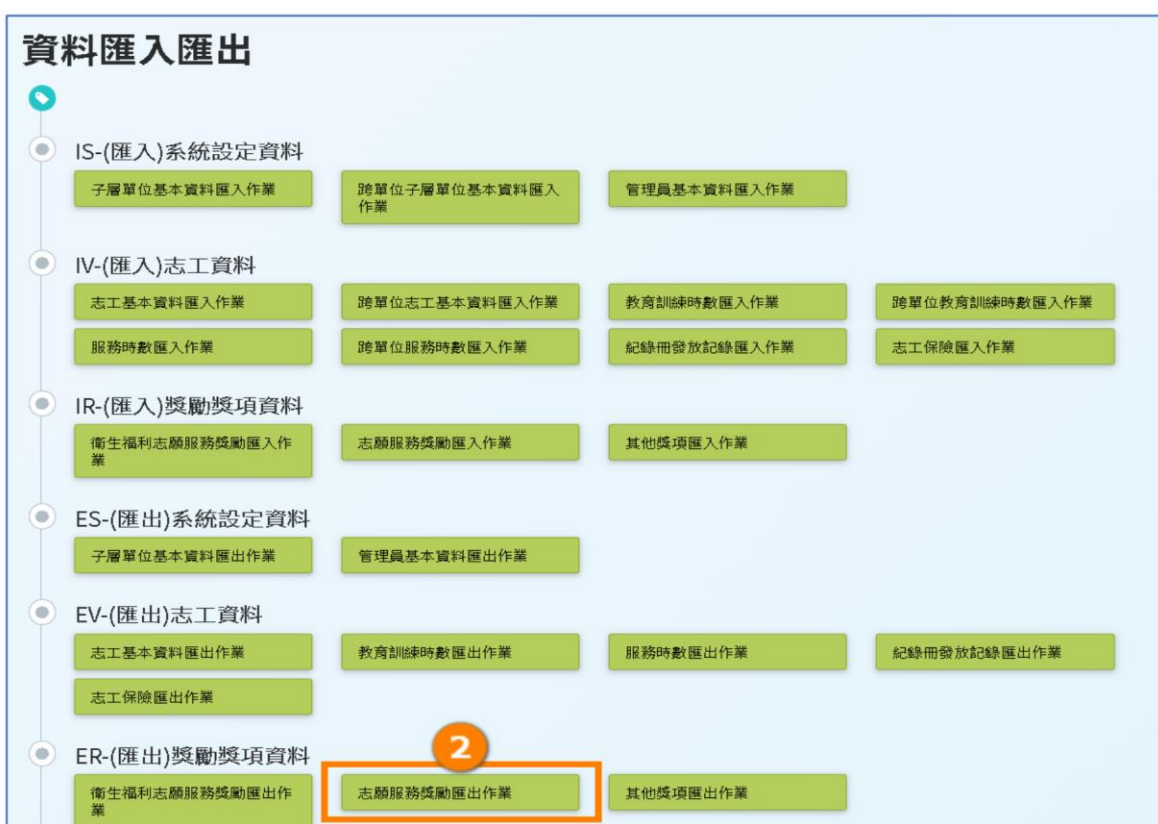 資料匯入匯出
IS-(匯入)系統設定資料
子層單位基本資料匯入作業
跨單位子層單位基本資料匯入
作業
管理員基本資料匯入作業
IV-(匯入)志工資料
志工基本資料匯入作業
跨單位志工基本資料匯入作業
教育訓練時數匯入作業
跨單位教育訓練時數匯入作業
服務時數匯入作業
跨單位服務時數匯入作業
紀錄冊發放記錄匯入作業
志工保險匯入作業
IR-(匯入)獎勵獎項資料
衛生福利志願服務獎勵匯入作
業
志願服務獎勵匯入作業
其他獎項匯入作業
ES-(匯出)系統設定資料
子層單位基本資料匯出作業
管理員基本資料匯出作業
EV-(匯出)志工資料
志工基本資料匯出作業
教育訓練時數匯出作業
服務時數匯出作業
紀錄冊發放記錄匯出作業
志工保險匯出作業
2
ER-(匯出)獎勵獎項資料
衛生福利志願服務獎勵匯出作
業
志願服務獎勵匯出作業
其他獎項匯出作業